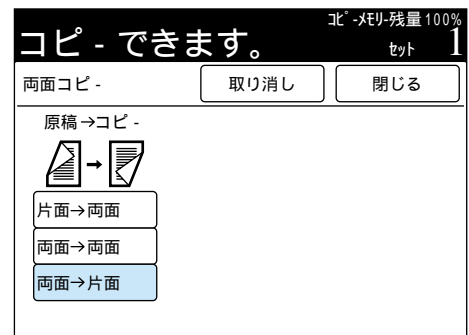 ｺﾋﾟ-ﾒﾓﾘ-残量100%
コピ-できます。 ｾｯﾄ 1
両面コピ- 取り消し 閉じる
原稿→コピ-
→
片面→両面
両面→両面
両面→片面